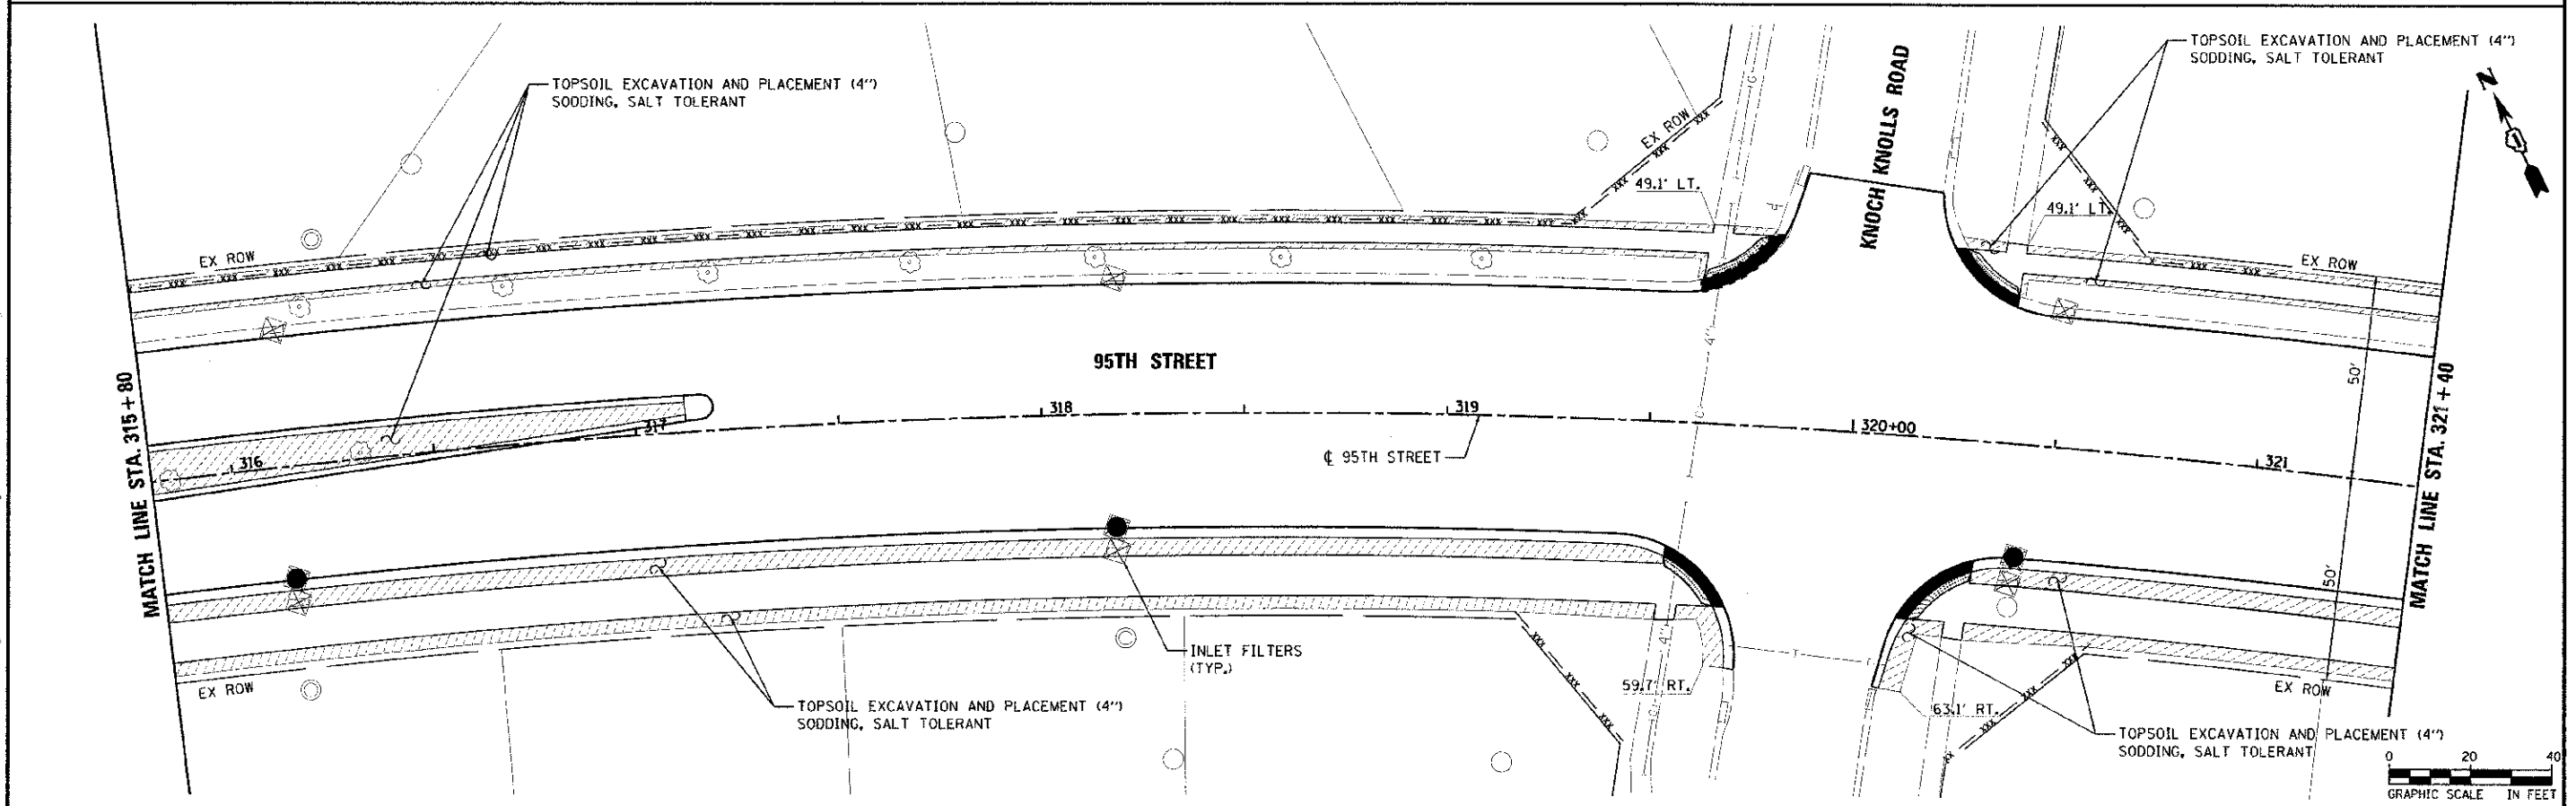 TOPSOIL EXCAVATION AND PLACEMENT (4")
SODDING, SALT TOLERANT
TOPSOIL EXCAVATION AND PLACEMENT (4")
SODDING, SALT TOLERANT
N
KNOCH KNOLLS ROAD
EX ROW
49.1' LT.
49.1' LT.
EX ROW
EX ROW
95TH STREET
MATCH LINE STA. 315+80
MATCH LINE STA. 321+40
50'
4"
316
317
318
319
320+00
321
℄ 95TH STREET
50'
INLET FILTERS
(TYP.)
4"
59.7' RT.
63.1' RT.
EX ROW
EX ROW
TOPSOIL EXCAVATION AND PLACEMENT (4")
SODDING, SALT TOLERANT
TOPSOIL EXCAVATION AND PLACEMENT (4")
SODDING, SALT TOLERANT
0 20 40
GRAPHIC SCALE IN FEET